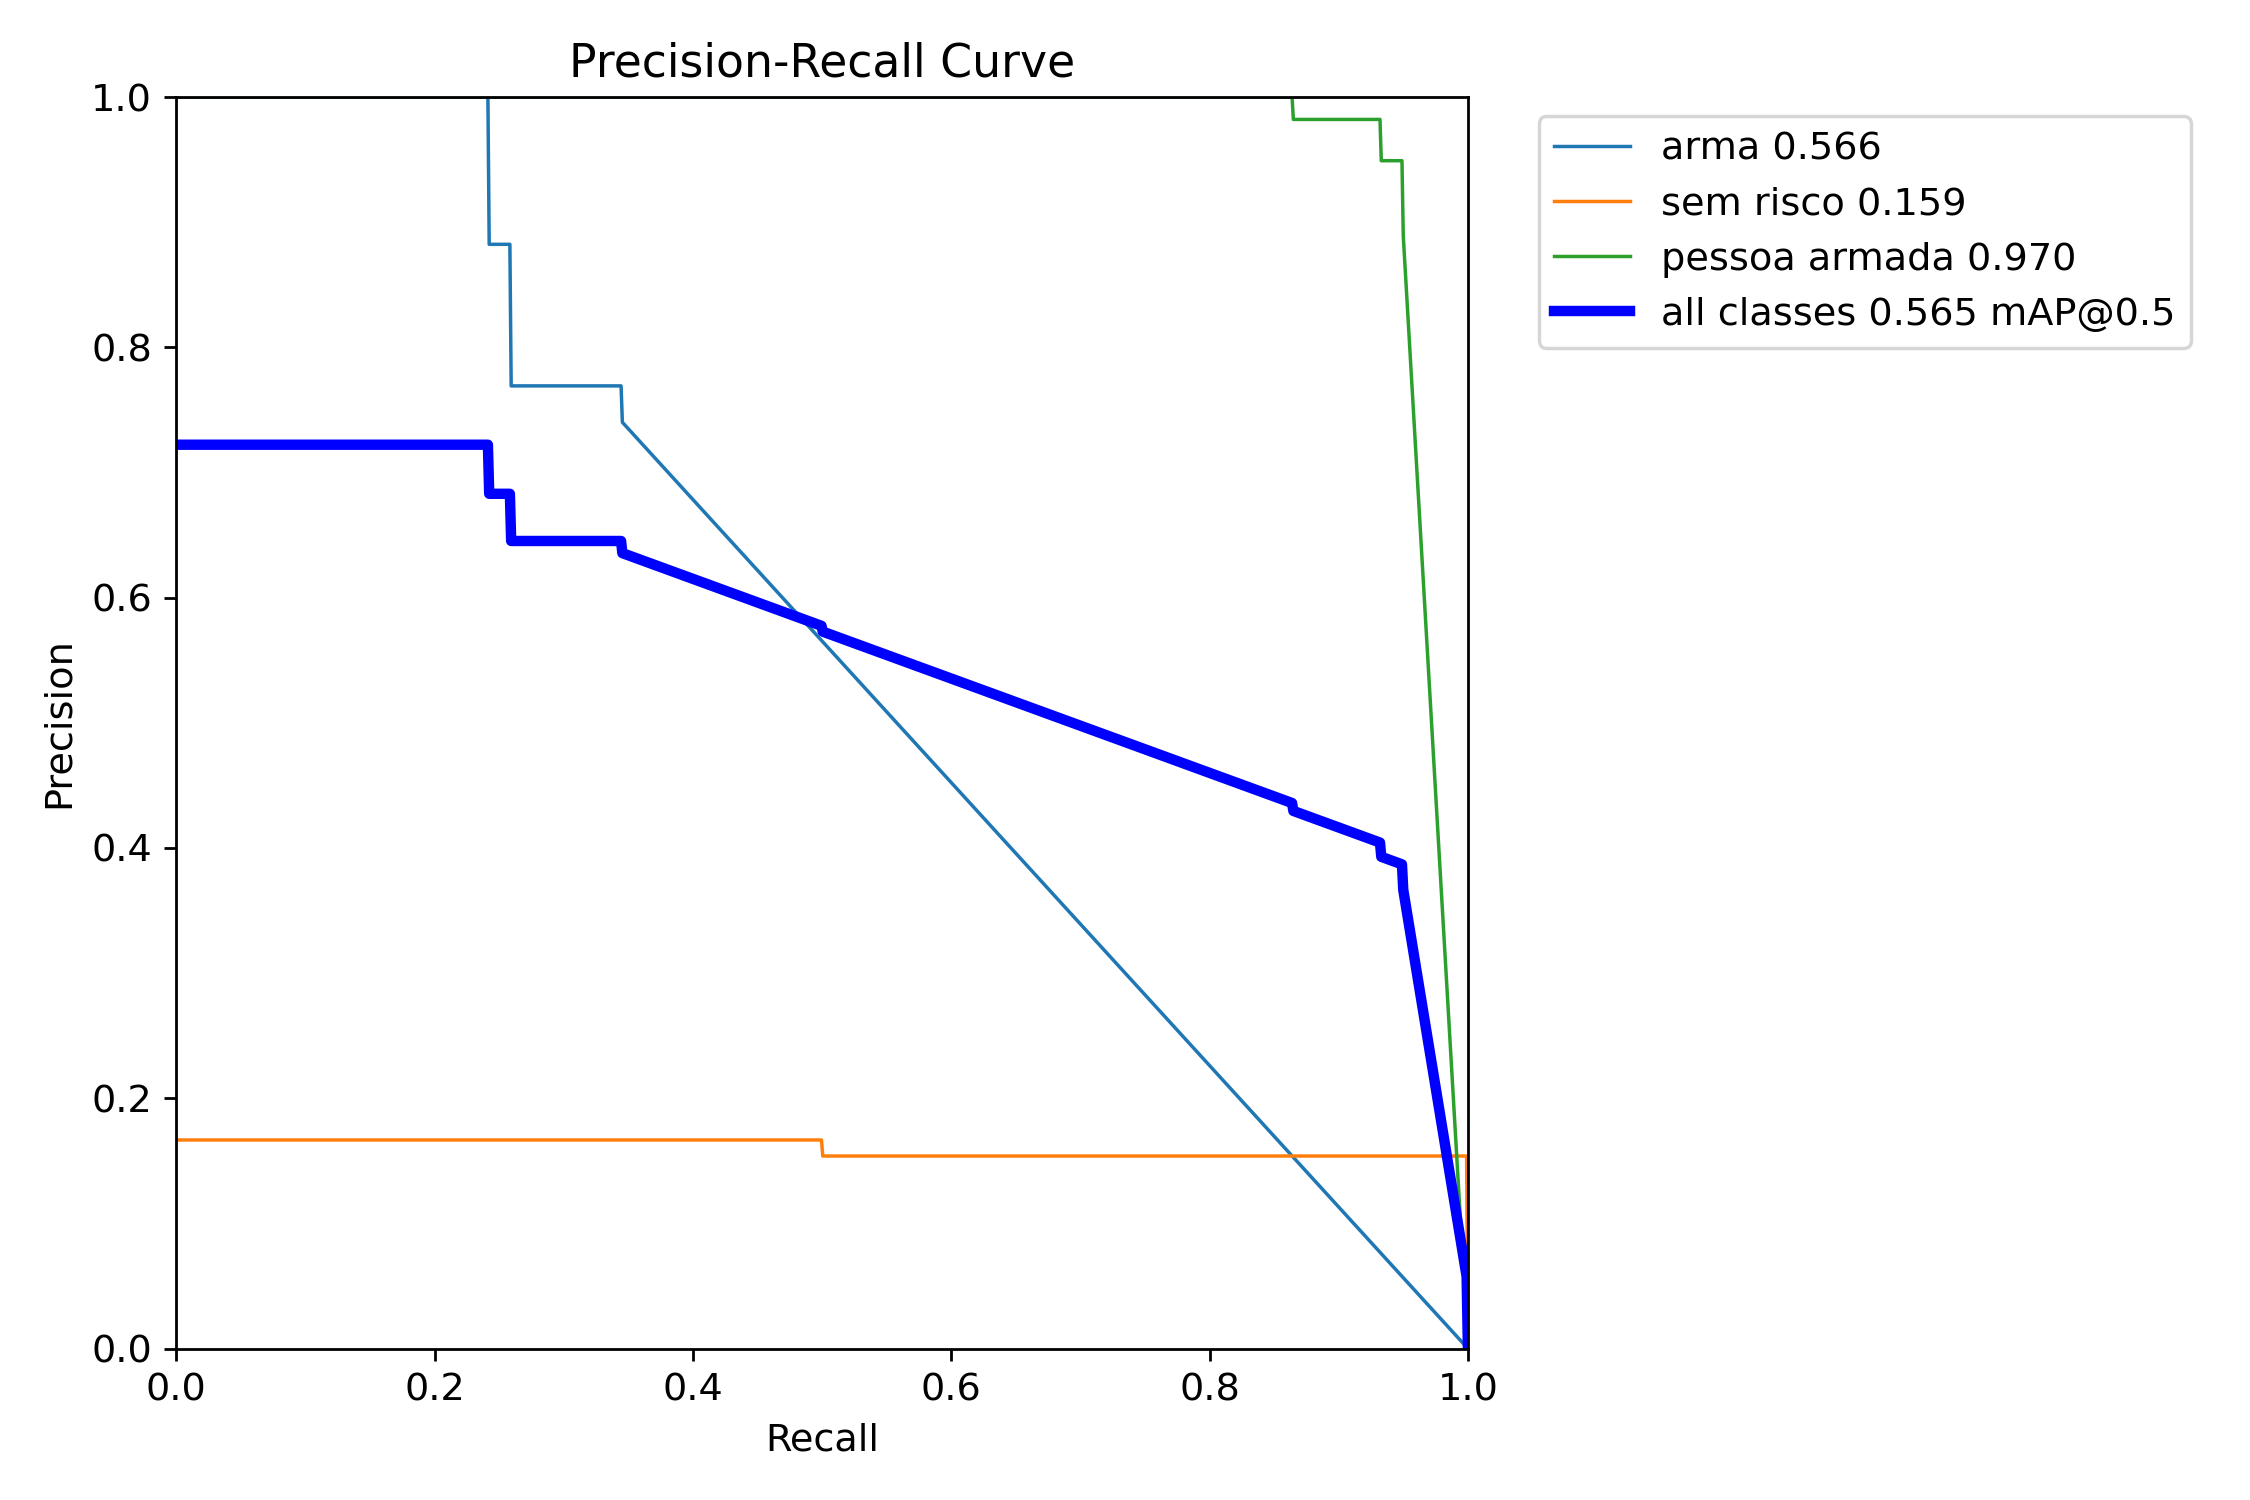 Precision-Recall Curve
1.0
0.8
0.6
0.4
0.2
0.0
Precision
0.0 0.2 0.4 0.6 0.8 1.0
Recall
arma 0.566
sem risco 0.159
pessoa armada 0.970
all classes 0.565 mAP@0.5